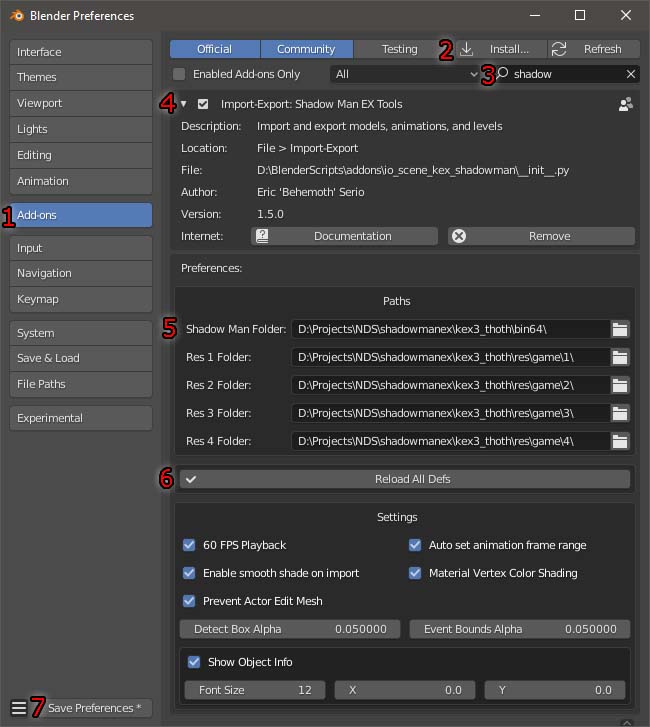 Blender Preferences
Interface
Themes
Viewport
Lights
Editing
Animation
1 Add-ons
Input
Navigation
Keymap
System
Save & Load
File Paths
Experimental
7 Save Preferences *
Official Community Testing 2 Install... Refresh
Enabled Add-ons Only All 3 shadow
4 Import-Export: Shadow Man EX Tools
Description: Import and export models, animations, and levels
Location: File > Import-Export
File: D:\BlenderScripts\addons\io_scene_kex_shadowman\__init__.py
Author: Eric 'Behemoth' Serio
Version: 1.5.0
Internet: Documentation Remove
Preferences:
Paths
5 Shadow Man Folder: D:\Projects\NDS\shadowmanex\kex3_thoth\bin64\
Res 1 Folder: D:\Projects\NDS\shadowmanex\kex3_thoth\res\game\1\
Res 2 Folder: D:\Projects\NDS\shadowmanex\kex3_thoth\res\game\2\
Res 3 Folder: D:\Projects\NDS\shadowmanex\kex3_thoth\res\game\3\
Res 4 Folder: D:\Projects\NDS\shadowmanex\kex3_thoth\res\game\4\
6 Reload All Defs
Settings
60 FPS Playback Auto set animation frame range
Enable smooth shade on import Material Vertex Color Shading
Prevent Actor Edit Mesh
Detect Box Alpha 0.050000 Event Bounds Alpha 0.050000
Show Object Info
Font Size 12 X 0.0 Y 0.0